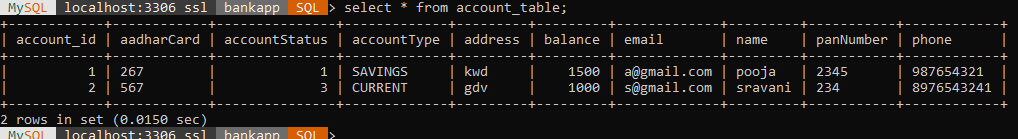 MySQL localhost:3306 ssl bankapp SQL > select * from account_table;
+------------+------------+---------------+-------------+---------+---------+-------------+---------+-----------+------------+
| account_id | aadharCard | accountStatus | accountType | address | balance | email       | name    | panNumber | phone      |
+------------+------------+---------------+-------------+---------+---------+-------------+---------+-----------+------------+
|          1 | 267        |             1 | SAVINGS     | kwd     |    1500 | a@gmail.com | pooja   | 2345      | 987654321  |
|          2 | 567        |             3 | CURRENT     | gdv     |    1000 | s@gmail.com | sravani | 234       | 8976543241 |
+------------+------------+---------------+-------------+---------+---------+-------------+---------+-----------+------------+
2 rows in set (0.0150 sec)
MySQL localhost:3306 ssl bankapp SQL >